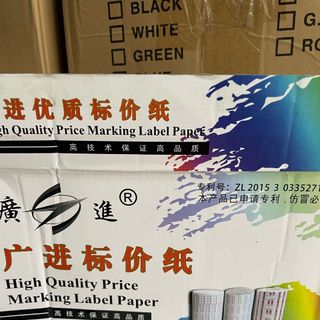 BLACK
WHITE
GREEN
G.
进优质标价纸
gh Quality Price Marking Label Paper
高技术保证高品质
廣 進 ®
专利号: ZL 2015 3 0335271
本产品已申请专利,仿冒必
广进标价纸
High Quality Price
Marking Label Paper
高技术保证高品质